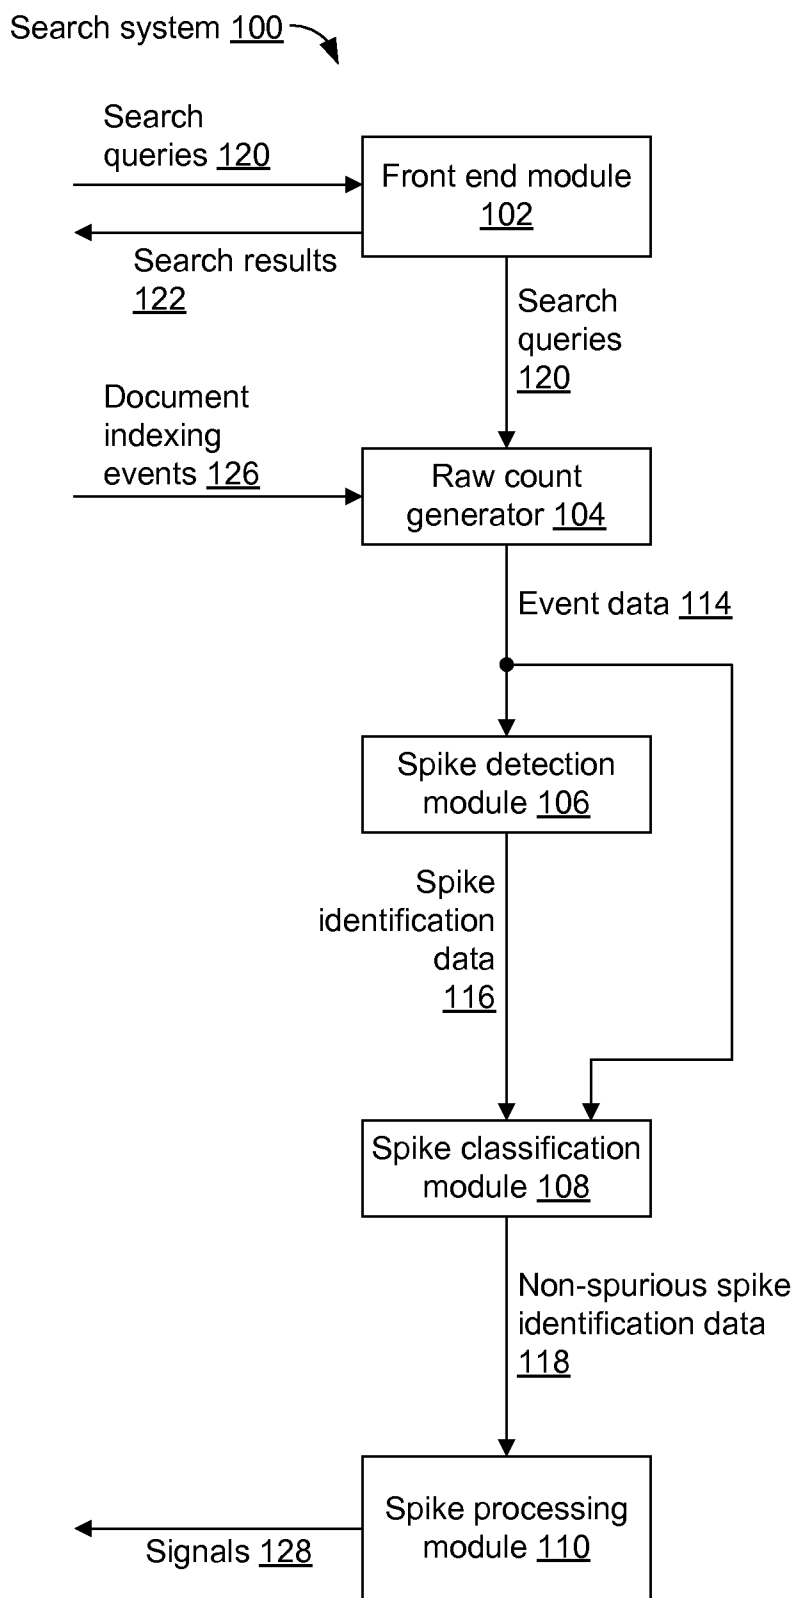 Search system 100
Search
queries 120
Front end module
102
Search results
122
Search
queries
120
Document
indexing
events 126
Raw count
generator 104
Event data 114
Spike detection
module 106
Spike
identification
data
116
Spike classification
module 108
Non-spurious spike
identification data
118
Spike processing
module 110
Signals 128